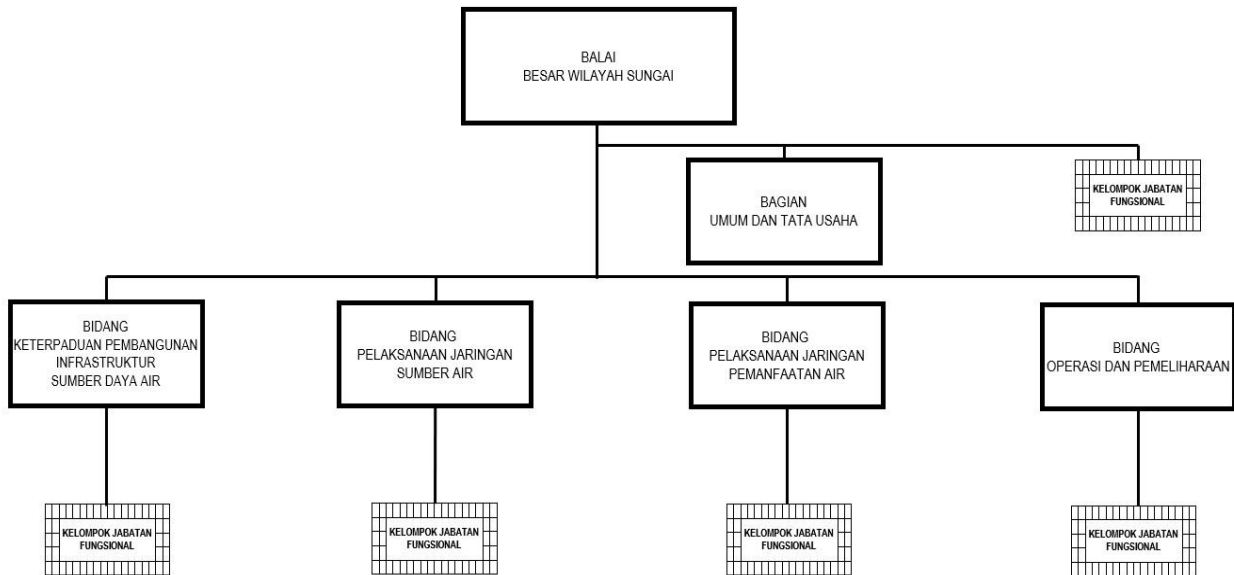 BALAI
BESAR WILAYAH SUNGAI
BAGIAN
UMUM DAN TATA USAHA
KELOMPOK JABATAN
FUNGSIONAL
BIDANG
KETERPADUAN PEMBANGUNAN
INFRASTRUKTUR
SUMBER DAYA AIR
BIDANG
PELAKSANAAN JARINGAN
SUMBER AIR
BIDANG
PELAKSANAAN JARINGAN
PEMANFAATAN AIR
BIDANG
OPERASI DAN PEMELIHARAAN
KELOMPOK JABATAN
FUNGSIONAL
KELOMPOK JABATAN
FUNGSIONAL
KELOMPOK JABATAN
FUNGSIONAL
KELOMPOK JABATAN
FUNGSIONAL